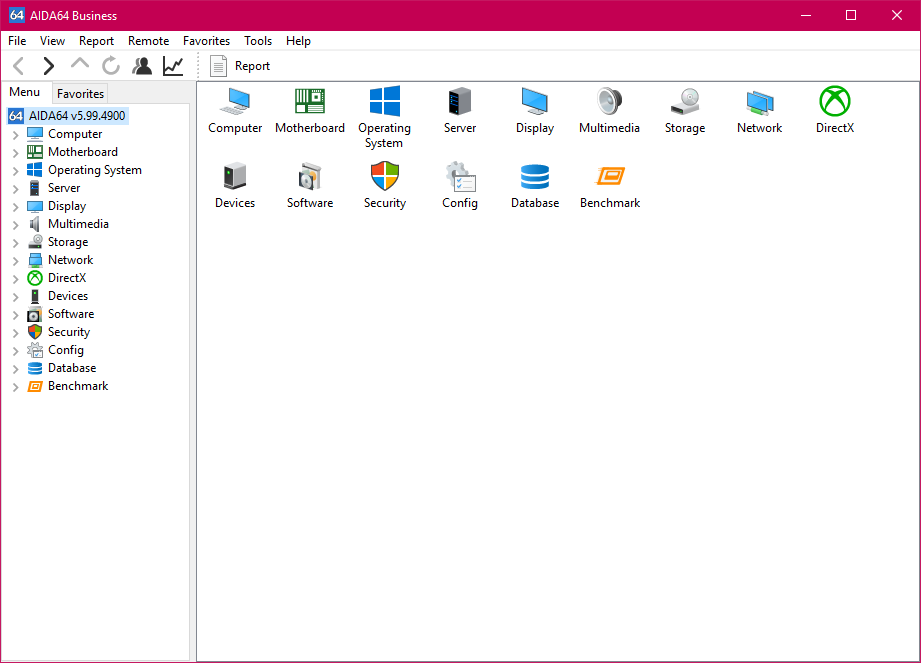 64 AIDA64 Business
File View Report Remote Favorites Tools Help
Report
Menu Favorites
64 AIDA64 v5.99.4900
Computer
Motherboard
Operating System
Server
Display
Multimedia
Storage
Network
DirectX
Devices
Software
Security
Config
Database
Benchmark
Computer Motherboard Operating System Server Display Multimedia Storage Network DirectX
Devices Software Security Config Database Benchmark